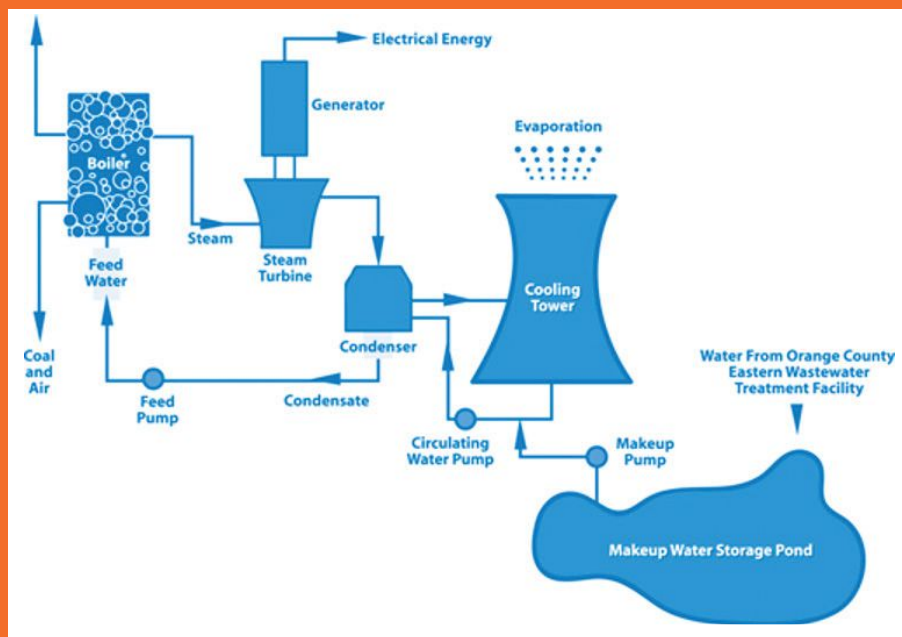 Electrical Energy
Generator
Evaporation
Boiler
Steam
Steam
Turbine
Feed
Water
Cooling
Tower
Condenser
Coal
and
Air
Feed
Pump
Condensate
Water From Orange County
Eastern Wastewater
Treatment Facility
Circulating
Water Pump
Makeup
Pump
Makeup Water Storage Pond